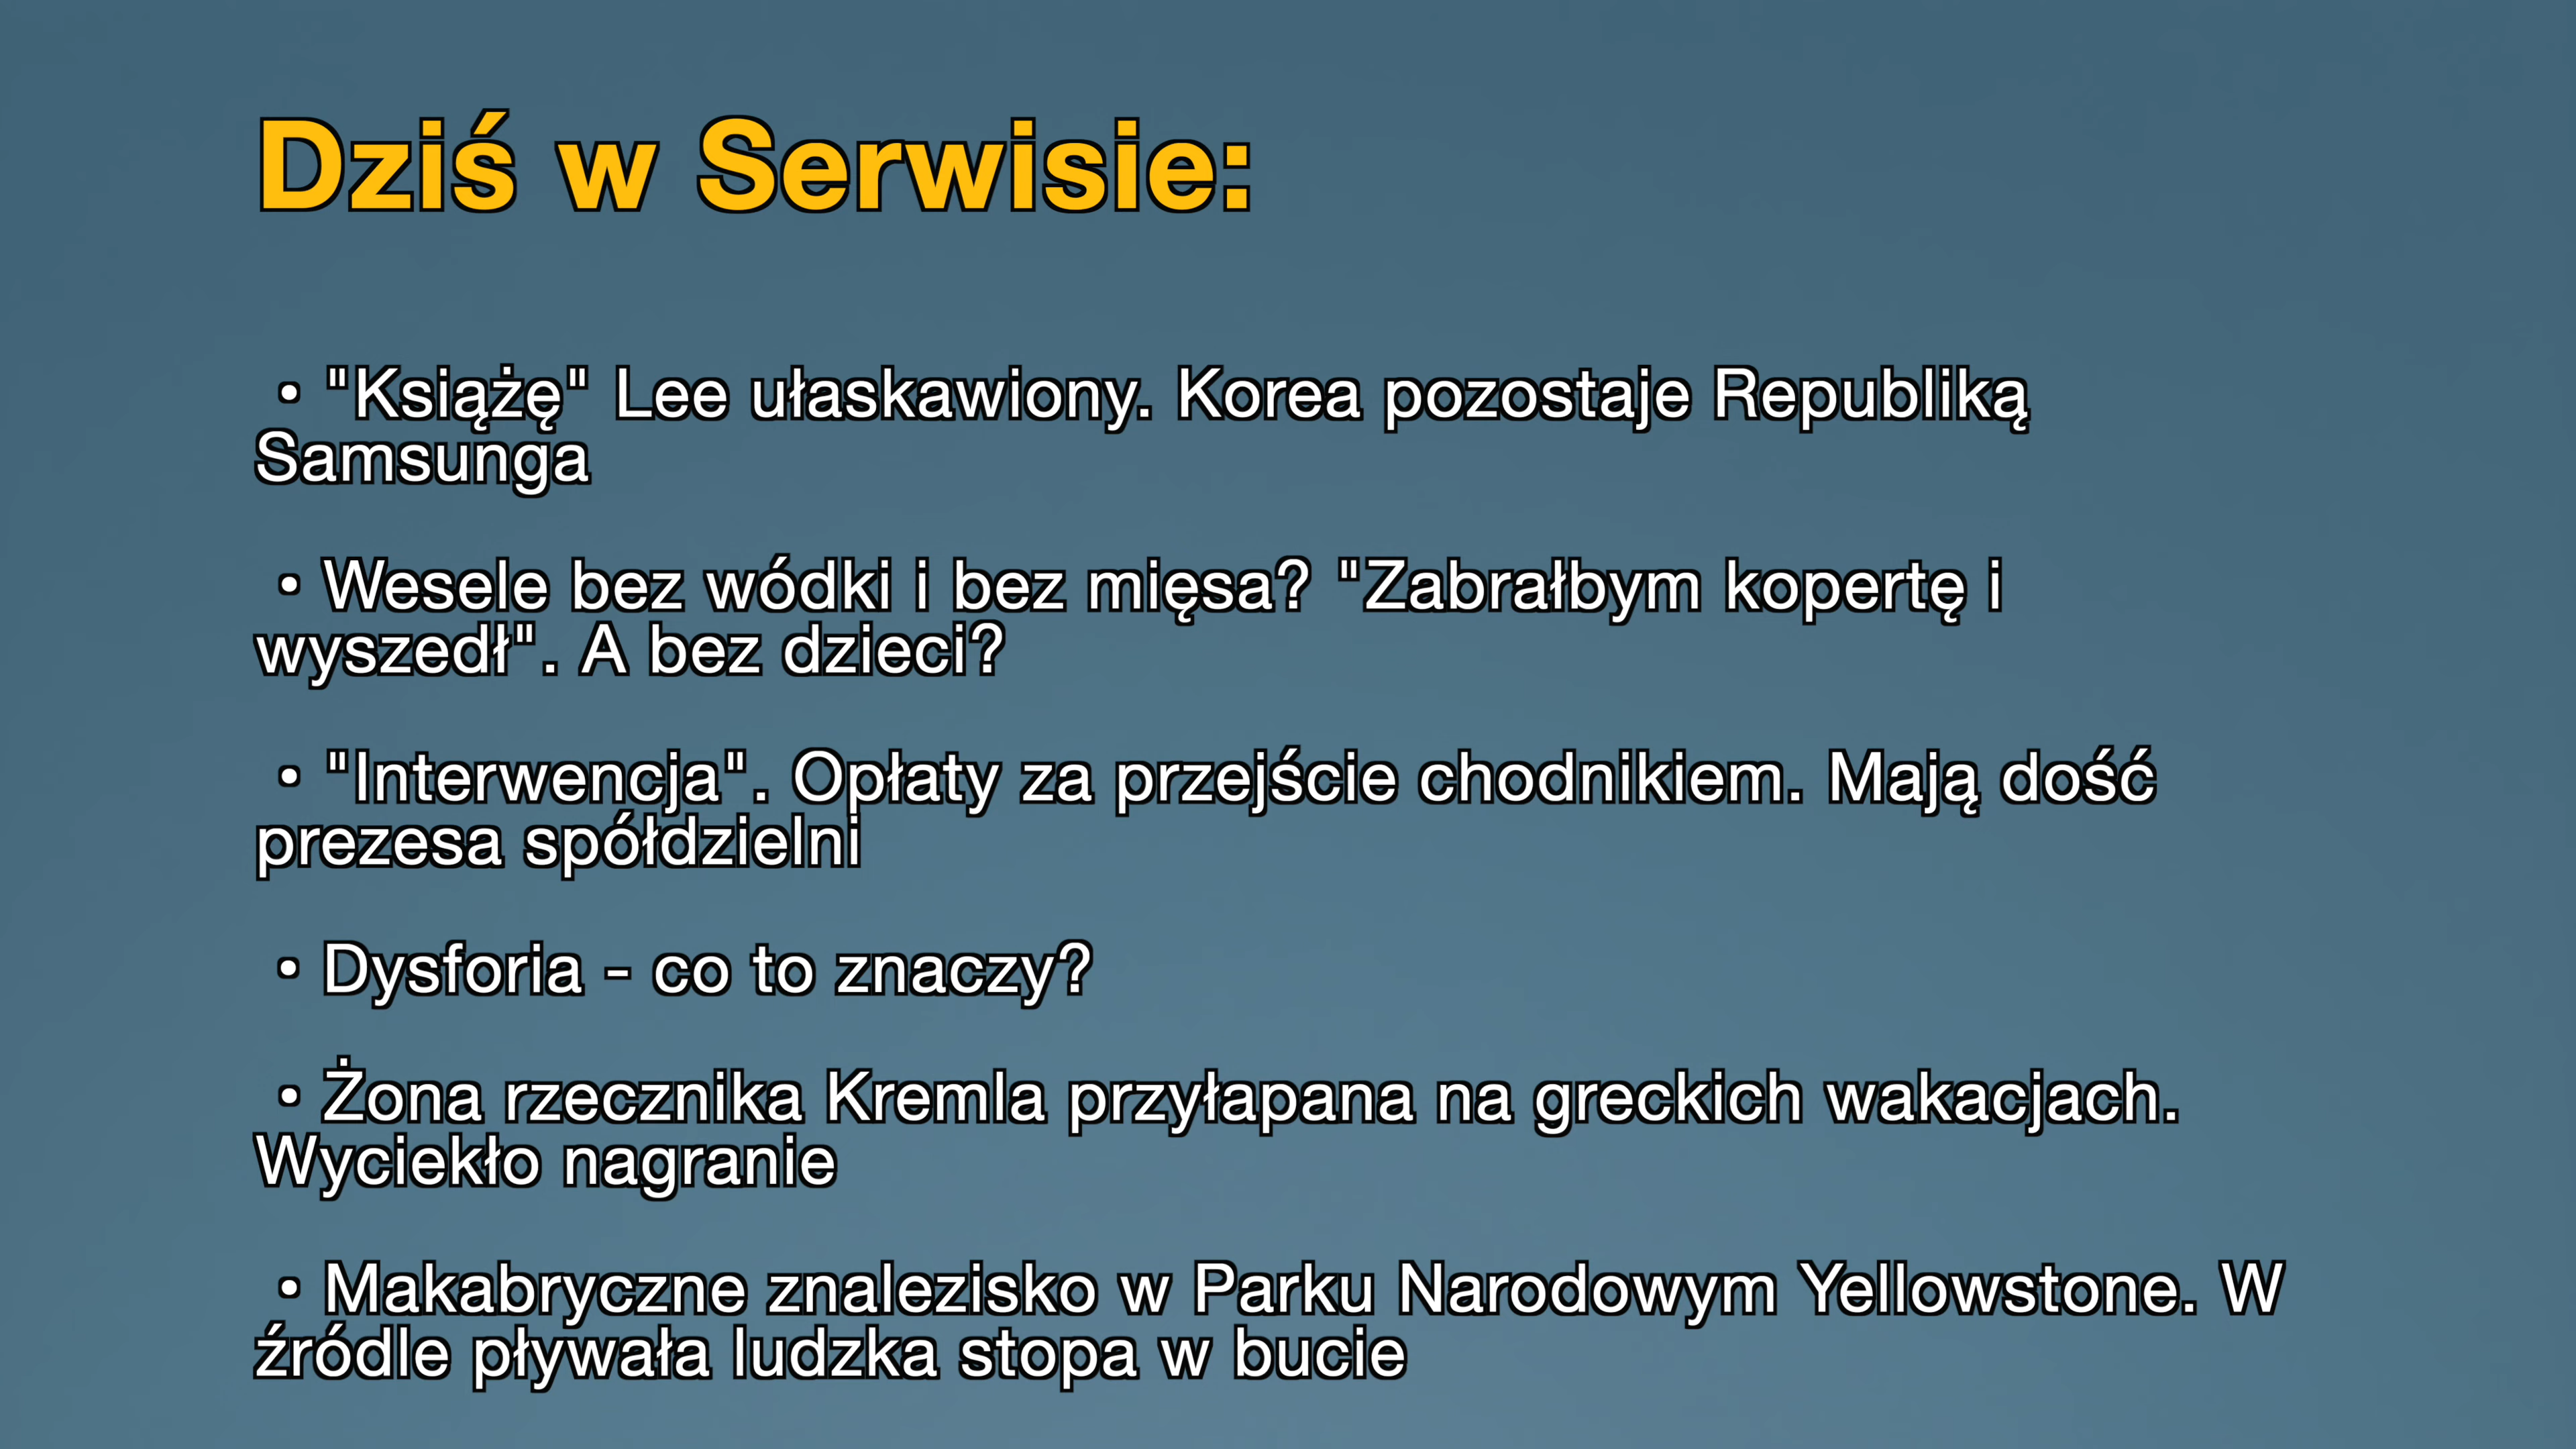 Dziś w Serwisie:
• "Książę" Lee ułaskawiony. Korea pozostaje Republiką
Samsunga
• Wesele bez wódki i bez mięsa? "Zabrałbym kopertę i
wyszedł". A bez dzieci?
• "Interwencja". Opłaty za przejście chodnikiem. Mają dość
prezesa spółdzielni
• Dysforia - co to znaczy?
• Żona rzecznika Kremla przyłapana na greckich wakacjach.
Wyciekło nagranie
• Makabryczne znalezisko w Parku Narodowym Yellowstone. W
źródle pływała ludzka stopa w bucie